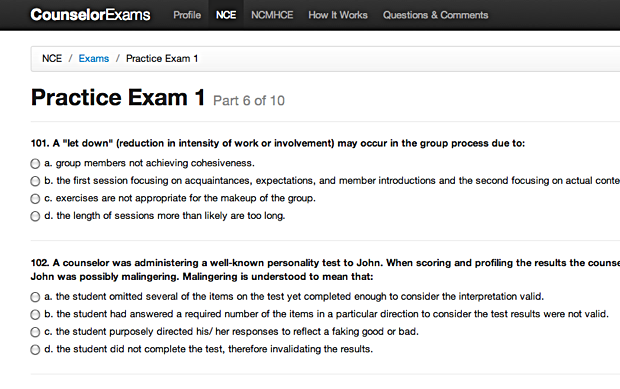 CounselorExams Profile NCE NCMHCE How It Works Questions & Comments
NCE / Exams / Practice Exam 1
Practice Exam 1 Part 6 of 10
101. A "let down" (reduction in intensity of work or involvement) may occur in the group process due to:
a. group members not achieving cohesiveness.
b. the first session focusing on acquaintances, expectations, and member introductions and the second focusing on actual conte
c. exercises are not appropriate for the makeup of the group.
d. the length of sessions more than likely are too long.
102. A counselor was administering a well-known personality test to John. When scoring and profiling the results the counse
John was possibly malingering. Malingering is understood to mean that:
a. the student omitted several of the items on the test yet completed enough to consider the interpretation valid.
b. the student had answered a required number of the items in a particular direction to consider the test results were not valid.
c. the student purposely directed his/ her responses to reflect a faking good or bad.
d. the student did not complete the test, therefore invalidating the results.